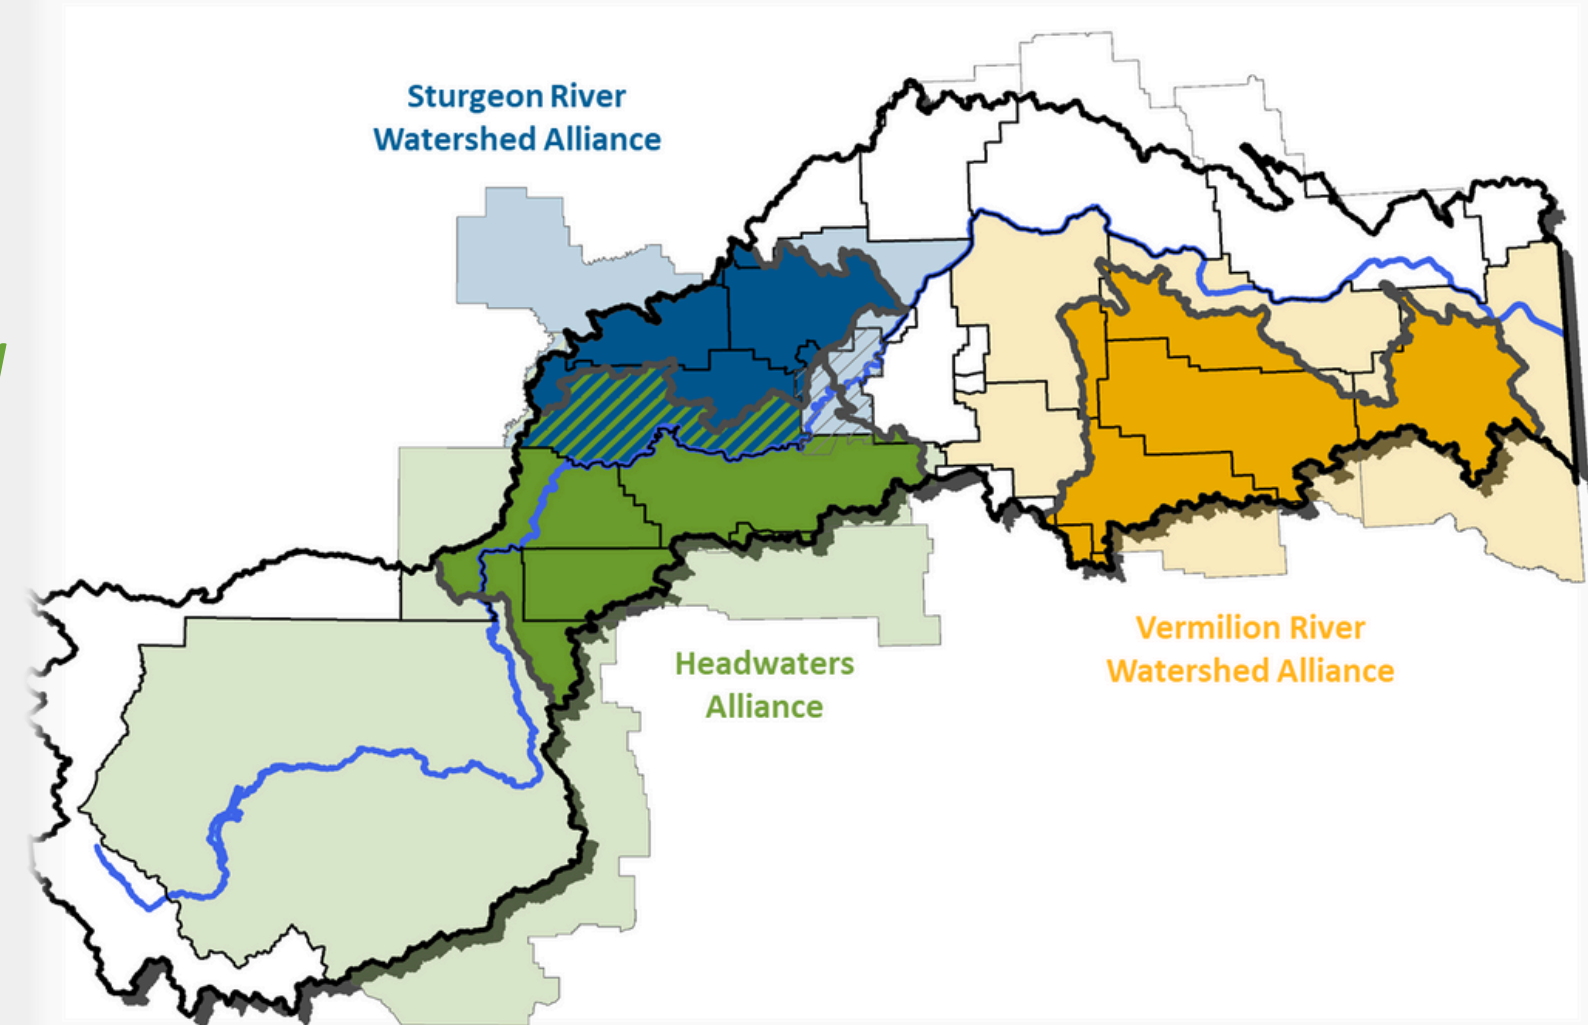 Sturgeon River
Watershed Alliance
Headwaters
Alliance
Vermilion River
Watershed Alliance